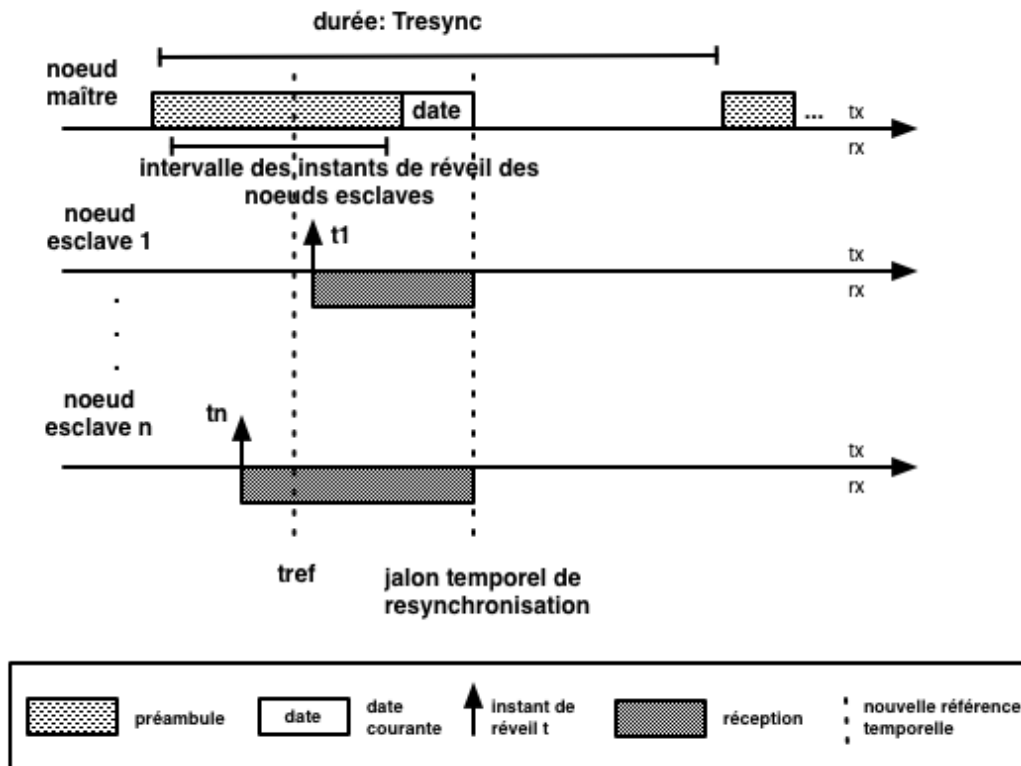 durée: Tresync
noeud
maître
date
...
tx
rx
intervalle des instants de réveil des
noeuds esclaves
noeud
esclave 1
t1
tx
rx
.
.
.
noeud
esclave n
tn
tx
rx
tref
jalon temporel de
resynchronisation
préambule
date
date
courante
instant de
réveil t
réception
nouvelle référence
temporelle